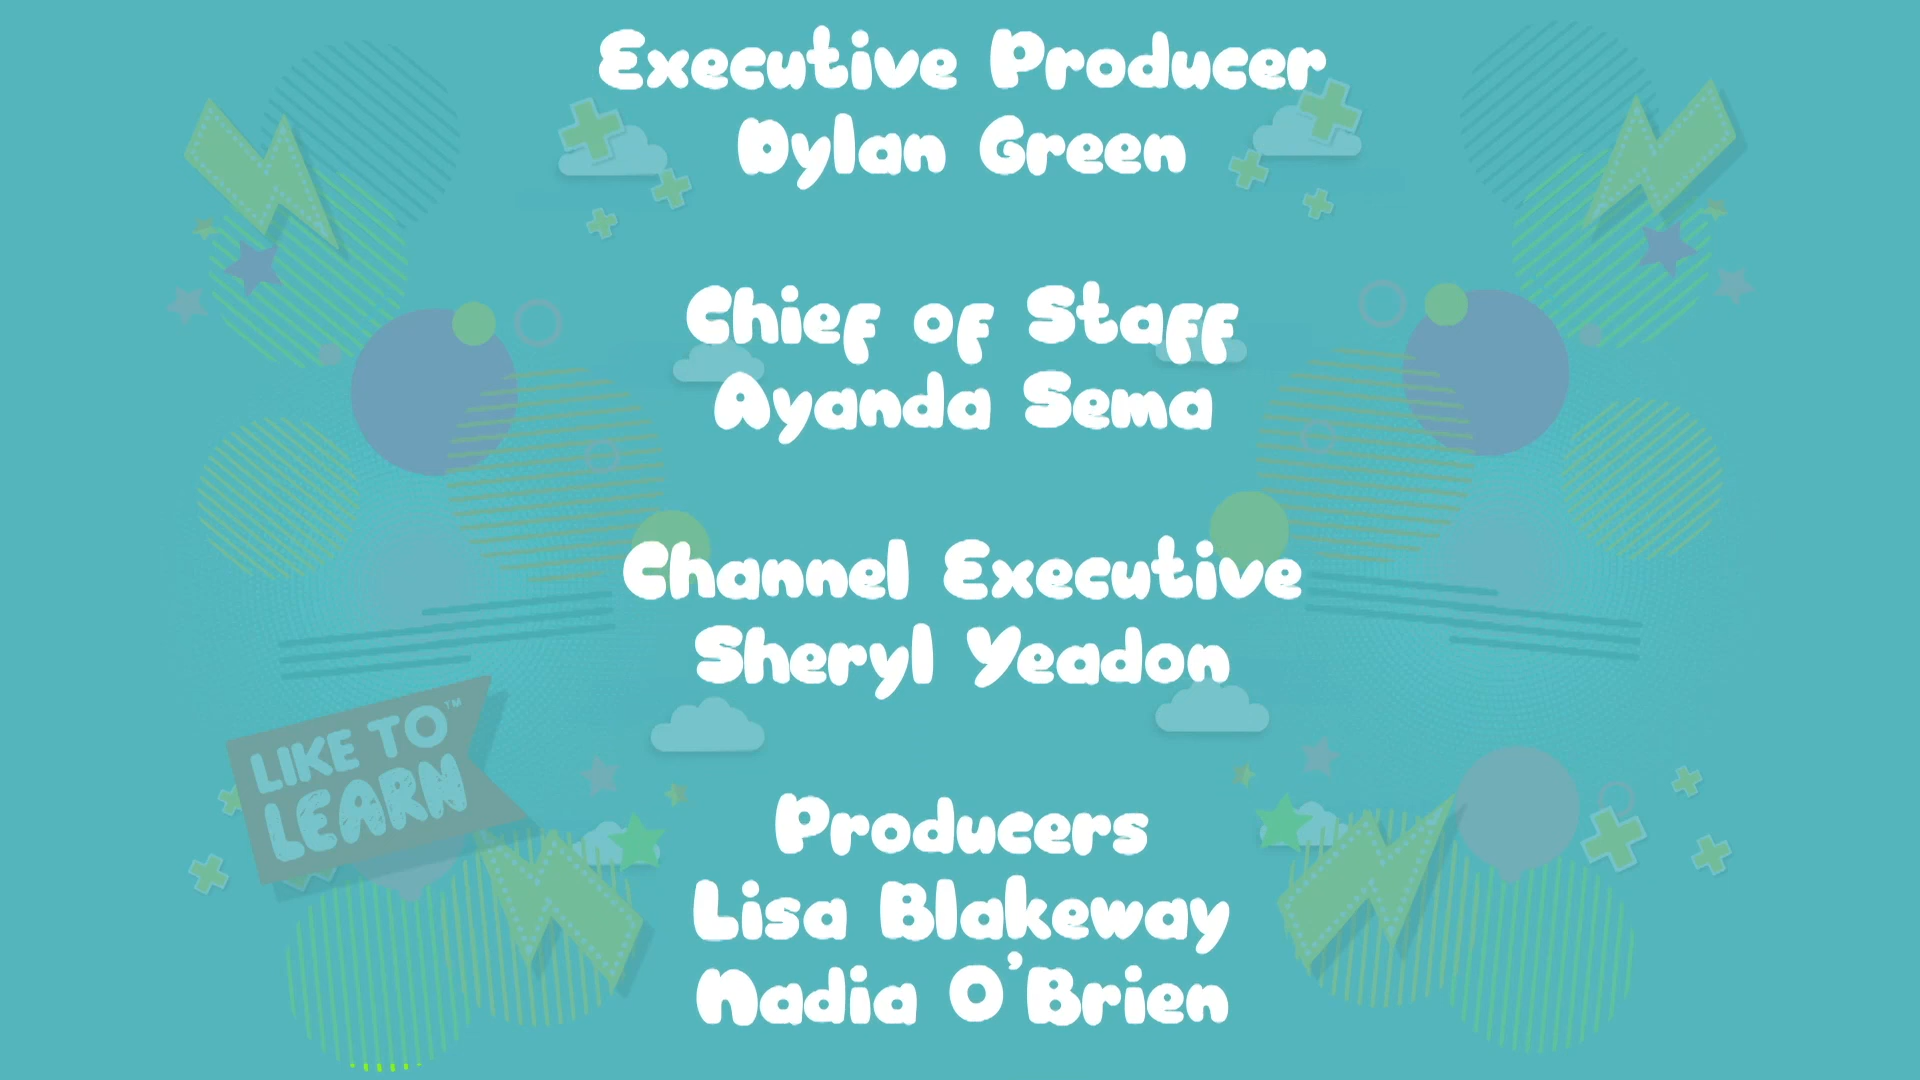 Executive Producer
Dylan Green
Chief of Staff
Ayanda Sema
Channel Executive
Sheryl Yeadon
LIKE TO™
LEARN
Producers
Lisa Blakeway
Nadia O'Brien